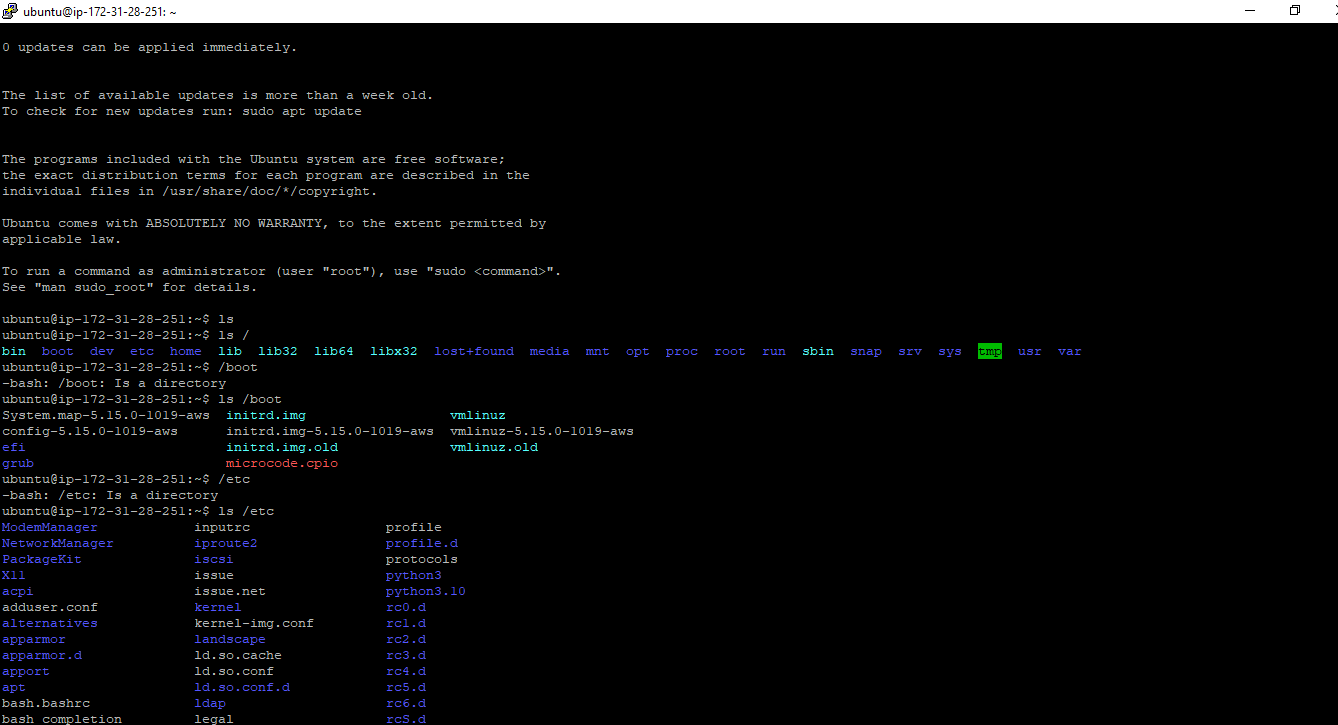 ubuntu@ip-172-31-28-251: ~
0 updates can be applied immediately.
The list of available updates is more than a week old.
To check for new updates run: sudo apt update
The programs included with the Ubuntu system are free software;
the exact distribution terms for each program are described in the
individual files in /usr/share/doc/*/copyright.
Ubuntu comes with ABSOLUTELY NO WARRANTY, to the extent permitted by
applicable law.
To run a command as administrator (user "root"), use "sudo <command>".
See "man sudo_root" for details.
ubuntu@ip-172-31-28-251:~$ ls
ubuntu@ip-172-31-28-251:~$ ls /
bin  boot  dev  etc  home  lib  lib32  lib64  libx32  lost+found  media  mnt  opt  proc  root  run  sbin  snap  srv  sys  tmp  usr  var
ubuntu@ip-172-31-28-251:~$ /boot
-bash: /boot: Is a directory
ubuntu@ip-172-31-28-251:~$ ls /boot
System.map-5.15.0-1019-aws  initrd.img                  vmlinuz
config-5.15.0-1019-aws      initrd.img-5.15.0-1019-aws  vmlinuz-5.15.0-1019-aws
efi                         initrd.img.old              vmlinuz.old
grub                        microcode.cpio
ubuntu@ip-172-31-28-251:~$ /etc
-bash: /etc: Is a directory
ubuntu@ip-172-31-28-251:~$ ls /etc
ModemManager            inputrc                 profile
NetworkManager          iproute2                profile.d
PackageKit              iscsi                   protocols
X11                     issue                   python3
acpi                    issue.net               python3.10
adduser.conf            kernel                  rc0.d
alternatives            kernel-img.conf         rc1.d
apparmor                landscape               rc2.d
apparmor.d              ld.so.cache             rc3.d
apport                  ld.so.conf              rc4.d
apt                     ld.so.conf.d            rc5.d
bash.bashrc             ldap                    rc6.d
bash_completion         legal                   rcS.d